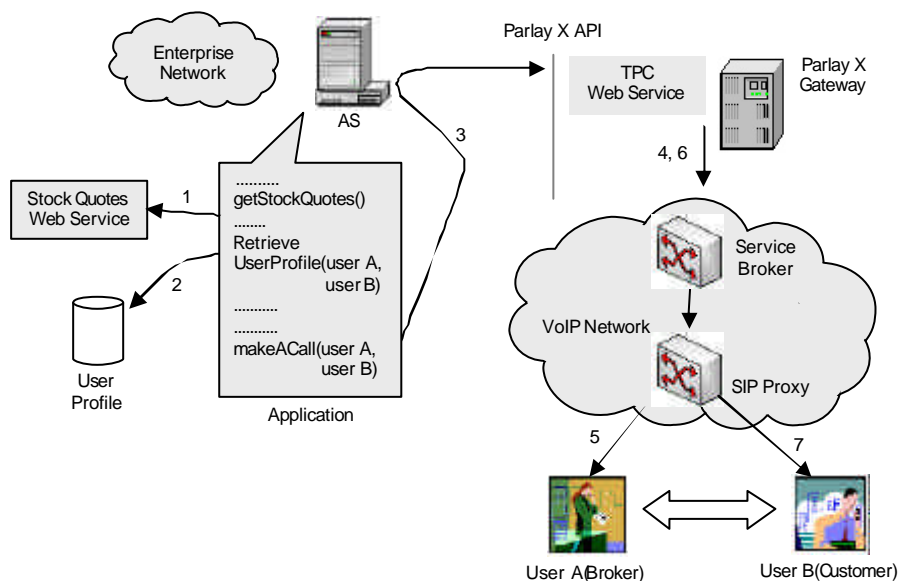 Enterprise
Network
AS
Parlay X API
TPC
Web Service
Parlay X
Gateway
3
4, 6
1
Stock Quotes
Web Service
2
User
Profile
..........
getStockQuotes()
........
Retrieve
UserProfile(user A,
user B)
............
............
makeACall(user A,
user B)
Application
Service
Broker
VoIP Network
SIP Proxy
5
7
User A(Broker)
User B(Customer)